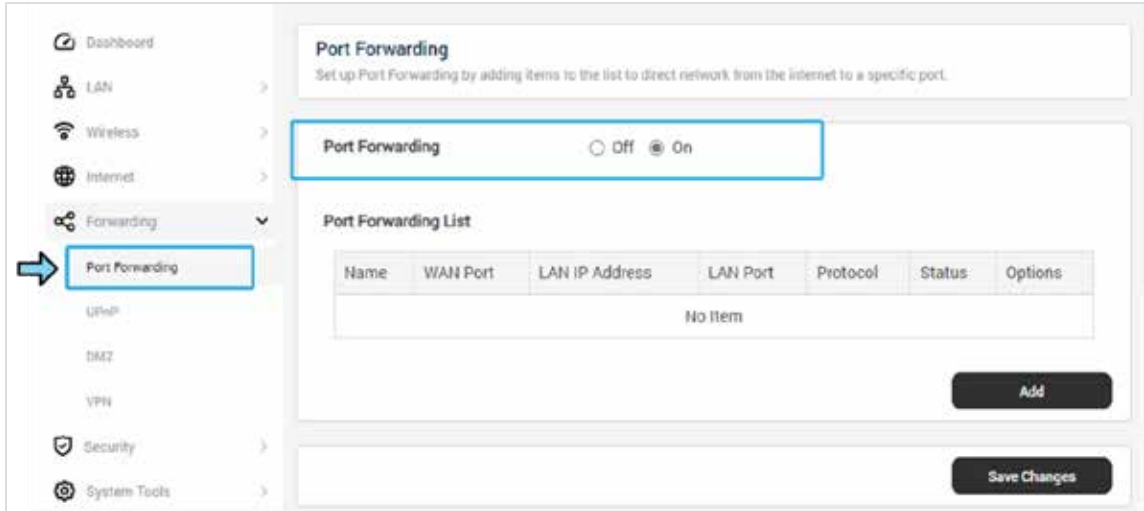 Dashboard
LAN
Wireless
Internet
Forwarding
Port Forwarding
UPnP
DMZ
VPN
Security
System Tools
Port Forwarding
Set up Port Forwarding by adding items to the list to direct network from the internet to a specific port.
Port Forwarding Off On
Port Forwarding List
Name WAN Port LAN IP Address LAN Port Protocol Status Options
No Item
Add
Save Changes